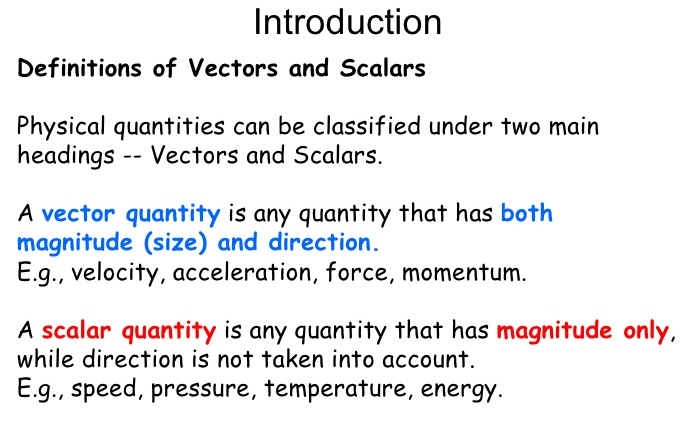 Introduction
Definitions of Vectors and Scalars
Physical quantities can be classified under two main
headings -- Vectors and Scalars.
A vector quantity is any quantity that has both
magnitude (size) and direction.
E.g., velocity, acceleration, force, momentum.
A scalar quantity is any quantity that has magnitude only,
while direction is not taken into account.
E.g., speed, pressure, temperature, energy.